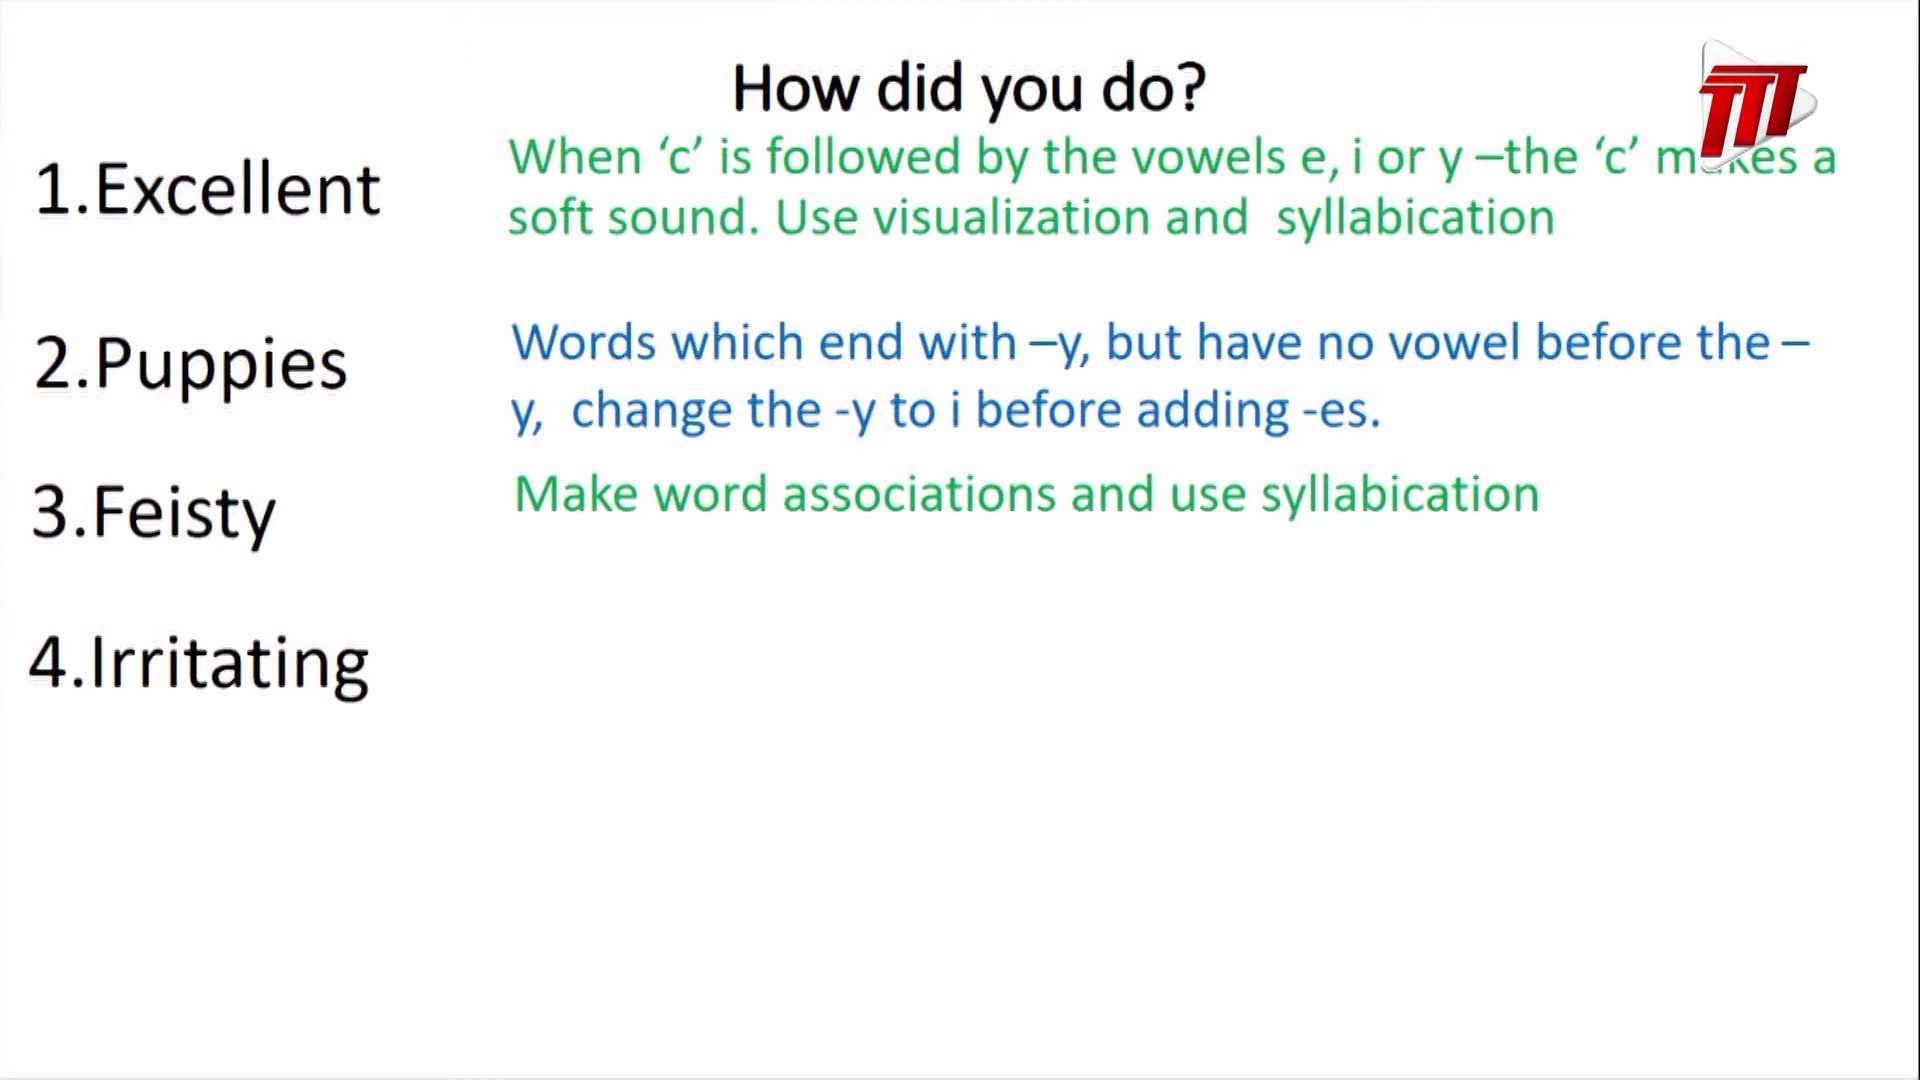 How did you do?
TTT
1.Excellent
When ‘c’ is followed by the vowels e, i or y –the ‘c’ makes a
soft sound. Use visualization and  syllabication
2.Puppies
Words which end with –y, but have no vowel before the –
y,  change the -y to i before adding -es.
3.Feisty
Make word associations and use syllabication
4.Irritating